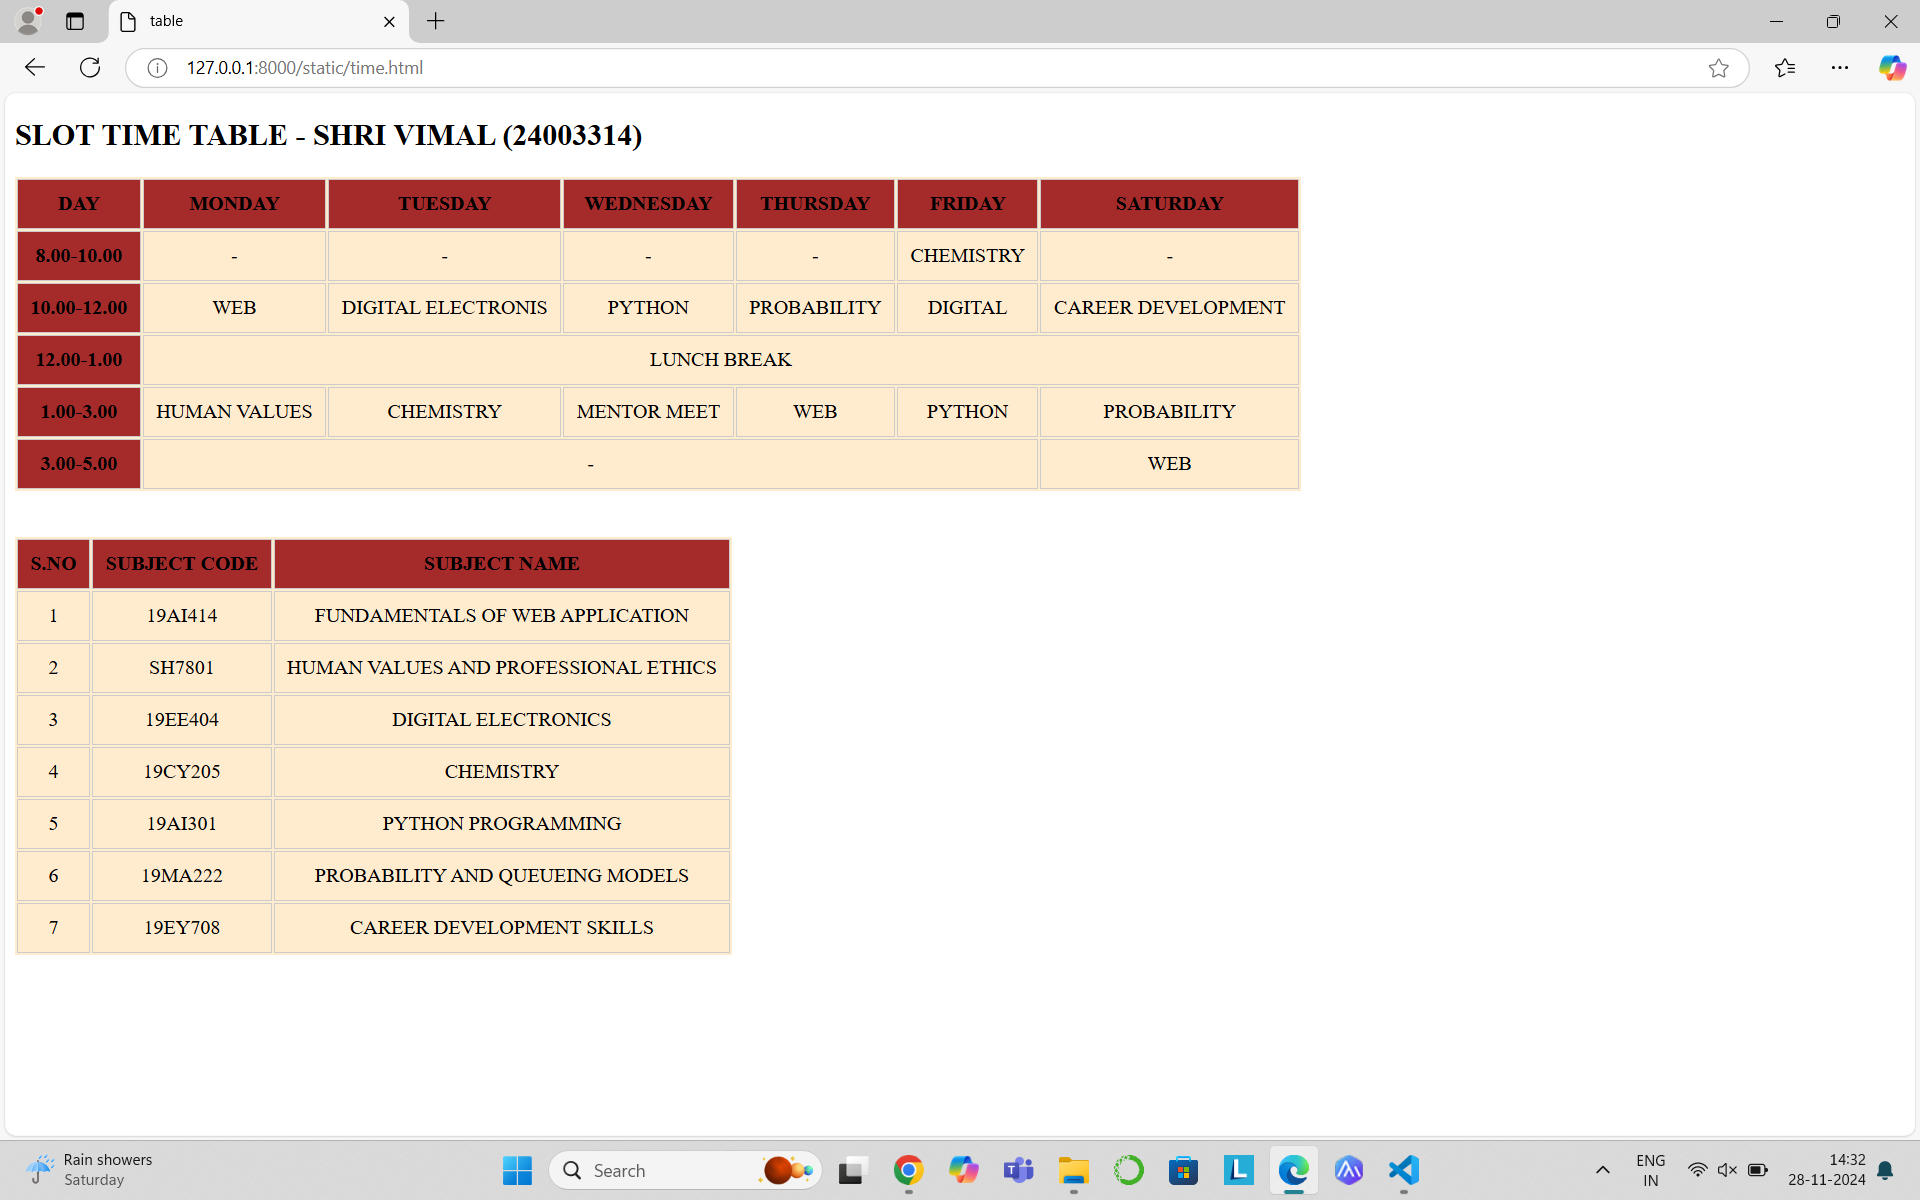 table
127.0.0.1:8000/static/time.html
SLOT TIME TABLE - SHRI VIMAL (24003314)
DAY MONDAY TUESDAY WEDNESDAY THURSDAY FRIDAY SATURDAY
8.00-10.00 - - - - CHEMISTRY -
10.00-12.00 WEB DIGITAL ELECTRONIS PYTHON PROBABILITY DIGITAL CAREER DEVELOPMENT
12.00-1.00 LUNCH BREAK
1.00-3.00 HUMAN VALUES CHEMISTRY MENTOR MEET WEB PYTHON PROBABILITY
3.00-5.00 - WEB
S.NO SUBJECT CODE SUBJECT NAME
1 19AI414 FUNDAMENTALS OF WEB APPLICATION
2 SH7801 HUMAN VALUES AND PROFESSIONAL ETHICS
3 19EE404 DIGITAL ELECTRONICS
4 19CY205 CHEMISTRY
5 19AI301 PYTHON PROGRAMMING
6 19MA222 PROBABILITY AND QUEUEING MODELS
7 19EY708 CAREER DEVELOPMENT SKILLS
Rain showers
Saturday
Search
L
ENG
IN
14:32
28-11-2024